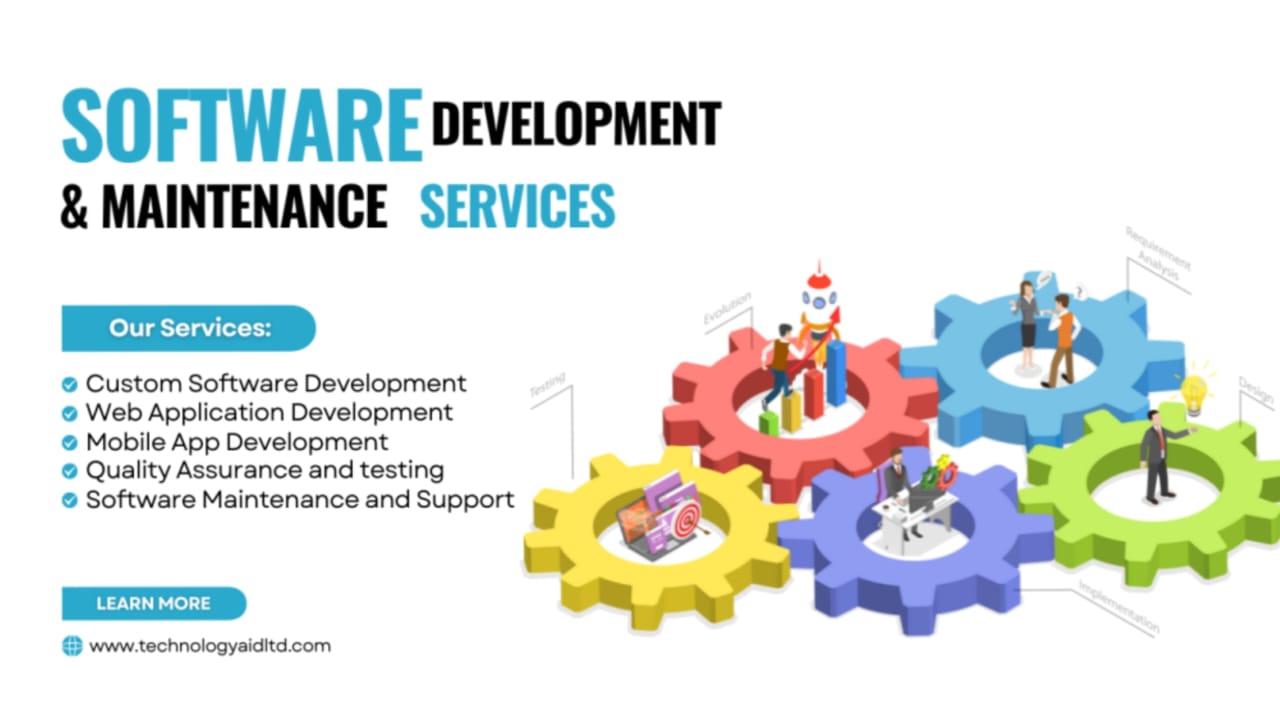 SOFTWARE DEVELOPMENT
& MAINTENANCE SERVICES
Our Services:
Custom Software Development
Web Application Development
Mobile App Development
Quality Assurance and testing
Software Maintenance and Support
LEARN MORE
www.technologyaidltd.com
Requirement
Analysis
Evolution
?
Testing
Design
Implementation